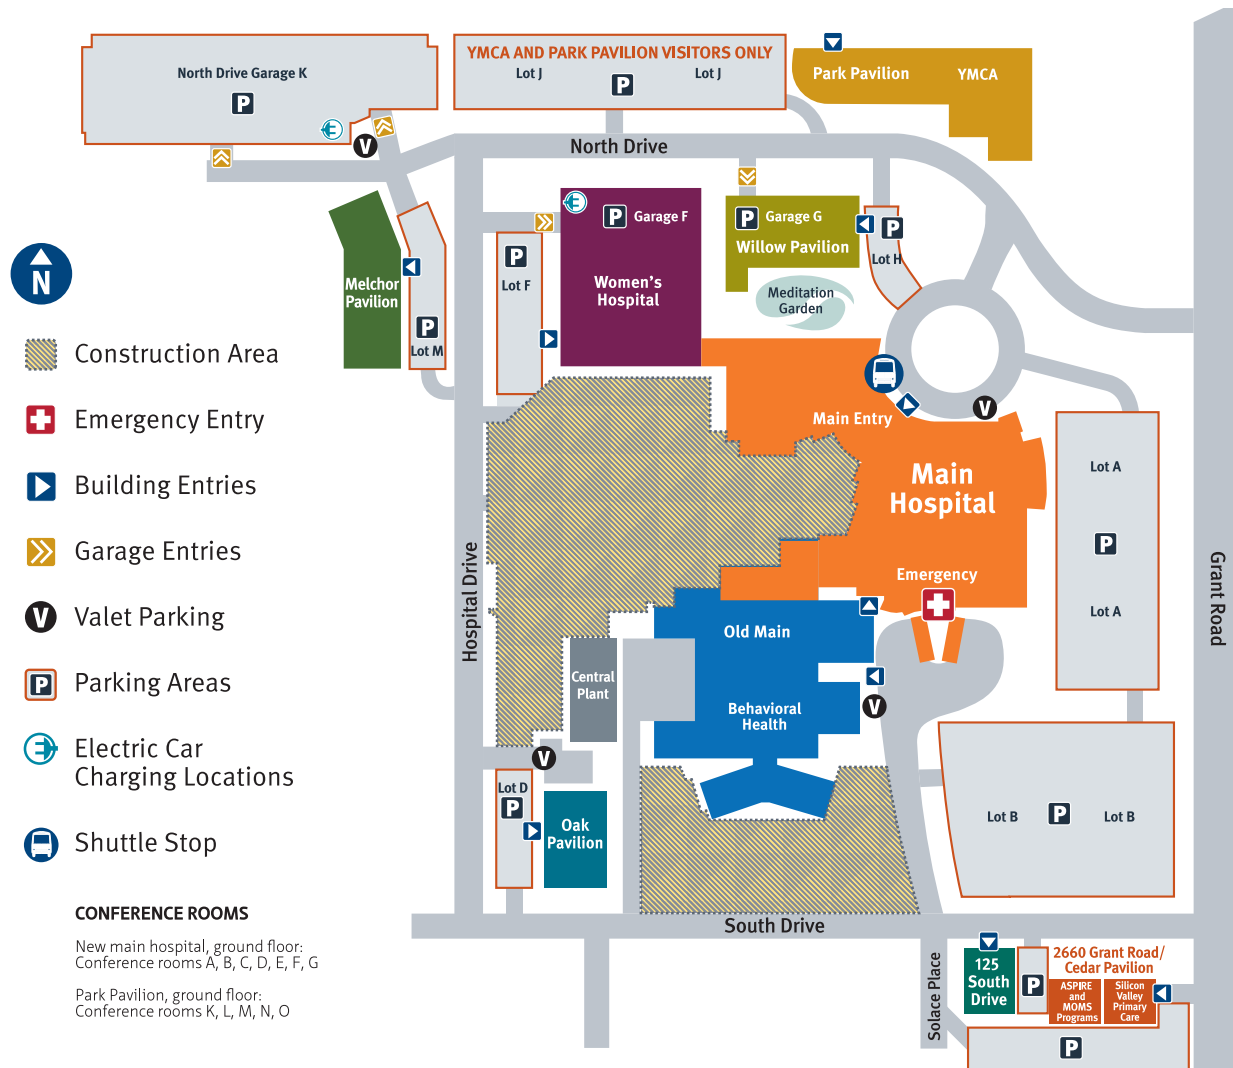 North Drive Garage K
P
E
V
YMCA AND PARK PAVILION VISITORS ONLY
Lot J
Lot J
P
Park Pavilion
YMCA
North Drive
E
P
Garage F
Women's
Hospital
P
Garage G
Willow Pavilion
P
Lot H
Meditation
Garden
Melchor
Pavilion
P
Lot M
P
Lot F
N
Construction Area
Emergency Entry
Building Entries
Garage Entries
V
Valet Parking
P
Parking Areas
E
Electric Car
Charging Locations
Shuttle Stop
CONFERENCE ROOMS
New main hospital, ground floor:
Conference rooms A, B, C, D, E, F, G
Park Pavilion, ground floor:
Conference rooms K, L, M, N, O
Main Entry
V
Main
Hospital
Emergency
Lot A
P
Lot A
Grant Road
Hospital Drive
Old Main
Central
Plant
Behavioral
Health
V
V
Lot D
P
Oak
Pavilion
Lot B
P
Lot B
South Drive
Solace Place
125
South
Drive
P
2660 Grant Road/
Cedar Pavilion
ASPIRE
and
MOMS
Programs
Silicon
Valley
Primary
Care
P